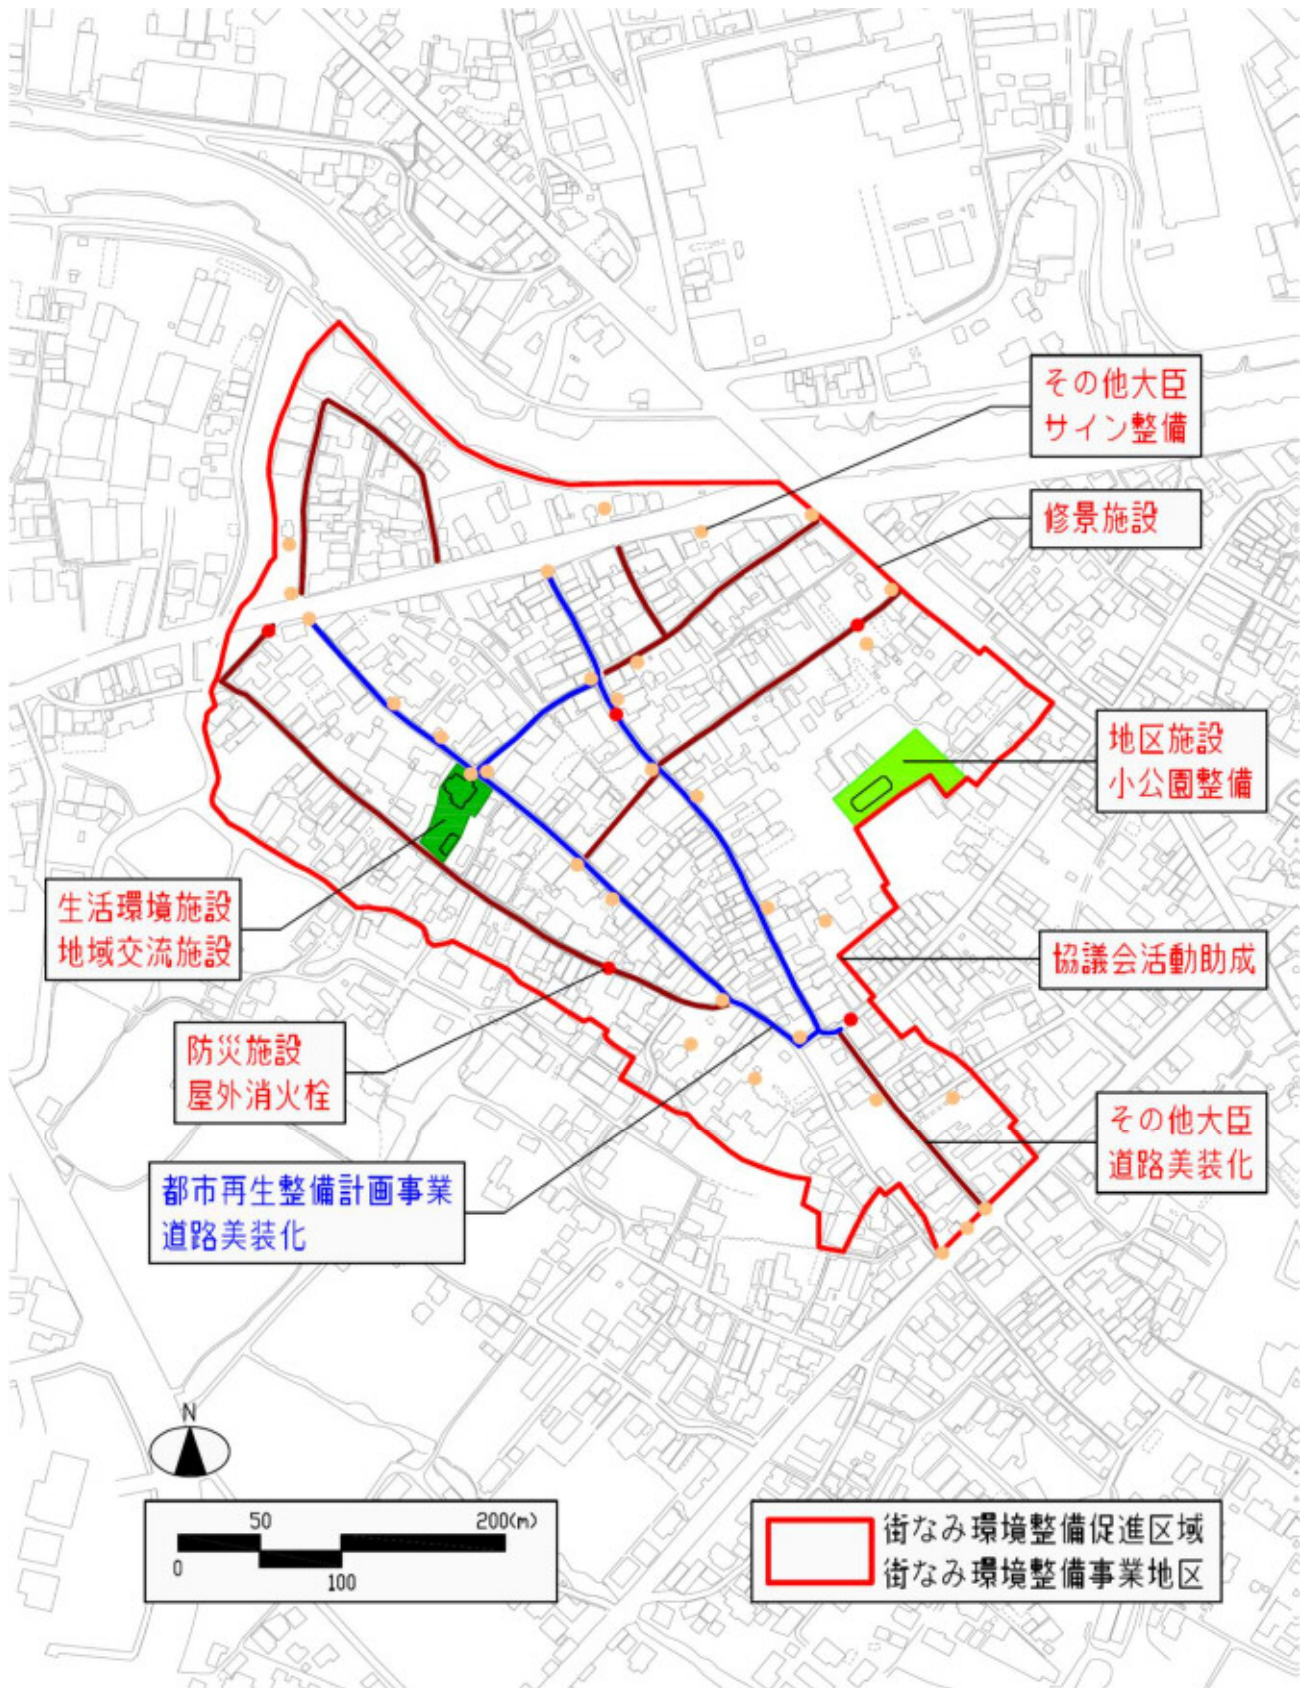 その他大臣
サイン整備
修景施設
地区施設
小公園整備
生活環境施設
地域交流施設
協議会活動助成
防災施設
屋外消火栓
その他大臣
道路美装化
都市再生整備計画事業
道路美装化
N
50
200(m)
0
100
街なみ環境整備促進区域
街なみ環境整備事業地区